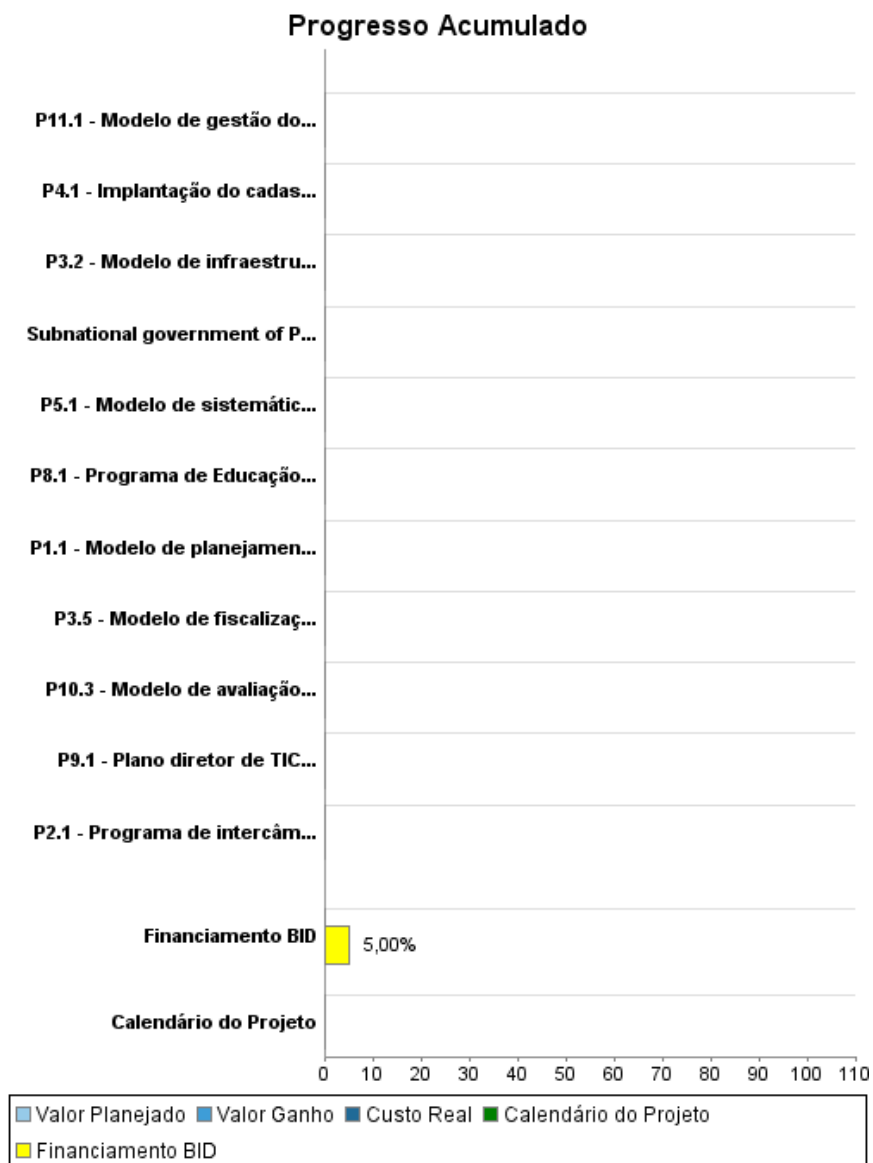 Progresso Acumulado
P11.1 - Modelo de gestão do...
P4.1 - Implantação do cadas...
P3.2 - Modelo de infraestru...
Subnational government of P...
P5.1 - Modelo de sistemátic...
P8.1 - Programa de Educação...
P1.1 - Modelo de planejamen...
P3.5 - Modelo de fiscalizaç...
P10.3 - Modelo de avaliação...
P9.1 - Plano diretor de TIC...
P2.1 - Programa de intercâm...
Financiamento BID 5,00%
Calendário do Projeto
0 10 20 30 40 50 60 70 80 90 100 110
Valor Planejado Valor Ganho Custo Real Calendário do Projeto
Financiamento BID